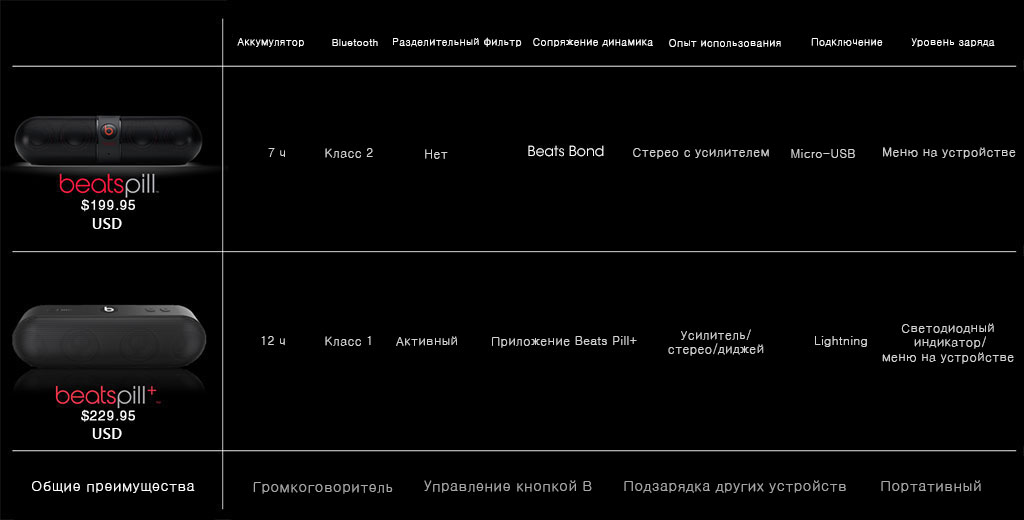 Аккумулятор
Bluetooth
Разделительный фильтр
Сопряжение динамика
Опыт использования
Подключение
Уровень заряда
beatspill
$199.95
USD
7 ч
Класс 2
Нет
Beats Bond
Стерео с усилителем
Micro-USB
Меню на устройстве
beatspill+
$229.95
USD
12 ч
Класс 1
Активный
Приложение Beats Pill+
Усилитель/
стерео/диджей
Lightning
Светодиодный
индикатор/
меню на устройстве
Общие преимущества
Громкоговоритель
Управление кнопкой B
Подзарядка других устройств
Портативный